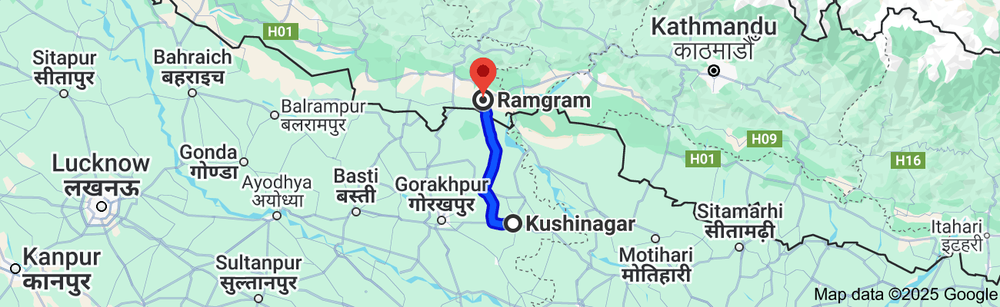 H01
Kathmandu
काठमाडौँ
Sitapur
सीतापुर
Bahraich
बहराइच
Ramgram
Balrampur
बलरामपुर
H09
H01
H16
Lucknow
लखनऊ
Gonda
गोण्डा
Ayodhya
अयोध्या
Basti
बस्ती
Gorakhpur
गोरखपुर
Kushinagar
Sitamarhi
सीतामढ़ी
Itahari
इटहरी
Motihari
मोतिहारी
Kanpur
कानपुर
Sultanpur
सुल्तानपुर
Map data ©2025 Google